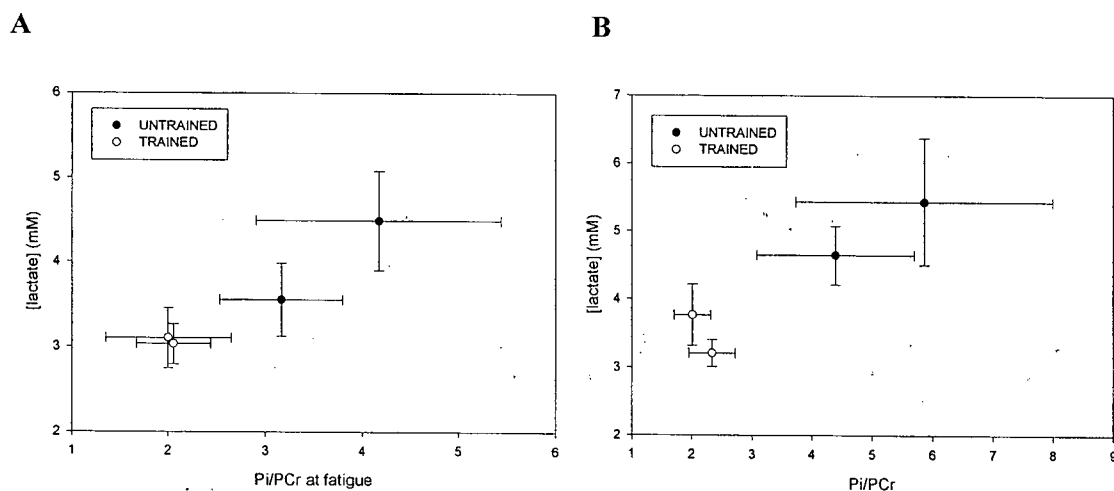 A
B
6
5
4
3
2
[lactate] (mM)
UNTRAINED
TRAINED
1 2 3 4 5 6
Pi/PCr at fatigue
7
6
5
4
3
2
[lactate] (mM)
UNTRAINED
TRAINED
1 2 3 4 5 6 7 8 9
Pi/PCr